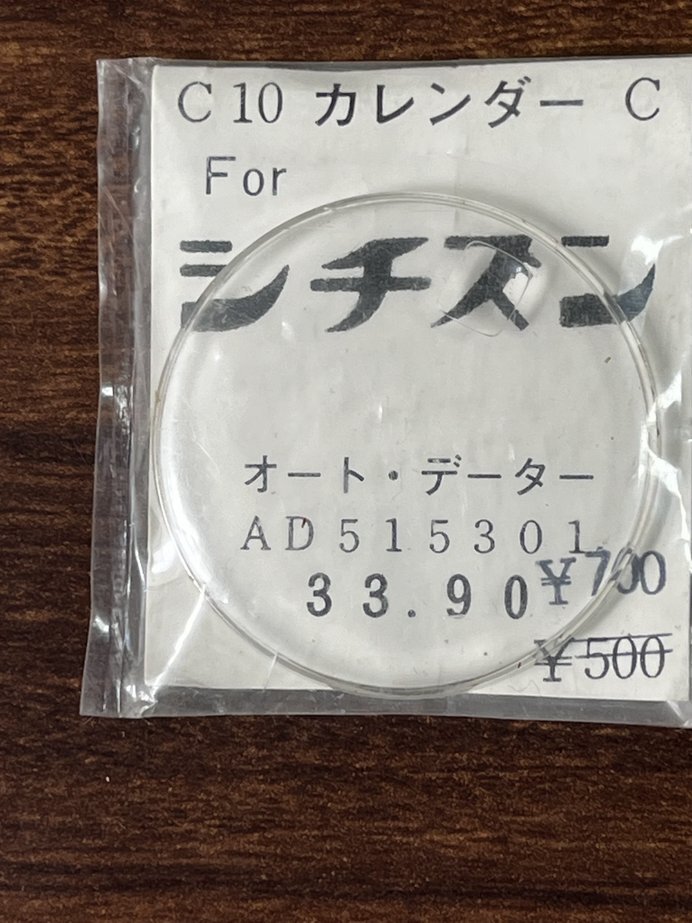 C 10 カレンダー C
For
シチズン
オート・データー
AD515301
33.90 ¥700
¥500